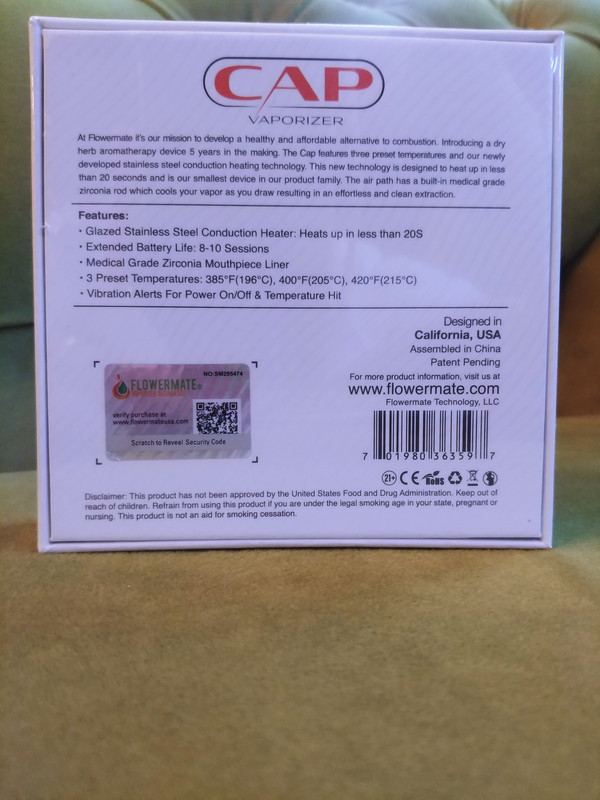 CAP
VAPORIZER
At Flowermate it's our mission to develop a healthy and affordable alternative to combustion. Introducing a dry
herb aromatherapy device 5 years in the making. The Cap features three preset temperatures and our newly
developed stainless steel conduction heating technology. This new technology is designed to heat up in less
than 20 seconds and is our smallest device in our product family. The air path has a built-in medical grade
zirconia rod which cools your vapor as you draw resulting in an effortless and clean extraction.
Features:
• Glazed Stainless Steel Conduction Heater: Heats up in less than 20S
• Extended Battery Life: 8-10 Sessions
• Medical Grade Zirconia Mouthpiece Liner
• 3 Preset Temperatures: 385°F(196°C), 400°F(205°C), 420°F(215°C)
• Vibration Alerts For Power On/Off & Temperature Hit
Designed in
California, USA
Assembled in China
Patent Pending
For more product information, visit us at
www.flowermate.com
Flowermate Technology, LLC
7 01980 36359 7
21+ CE RoHS
NO:SM295474
FLOWERMATE®
verify purchase at
www.flowermateusa.com
Scratch to Reveal Security Code
Disclaimer: This product has not been approved by the United States Food and Drug Administration. Keep out of
reach of children. Refrain from using this product if you are under the legal smoking age in your state, pregnant or
nursing. This product is not an aid for smoking cessation.